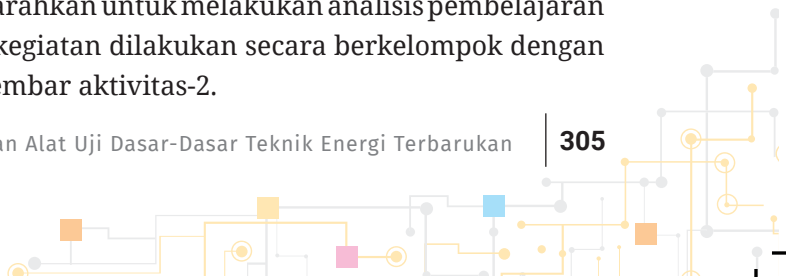 arahkan untuk melakukan analisis pembelajaran
kegiatan dilakukan secara berkelompok dengan
embar aktivitas-2.
an Alat Uji Dasar-Dasar Teknik Energi Terbarukan 305